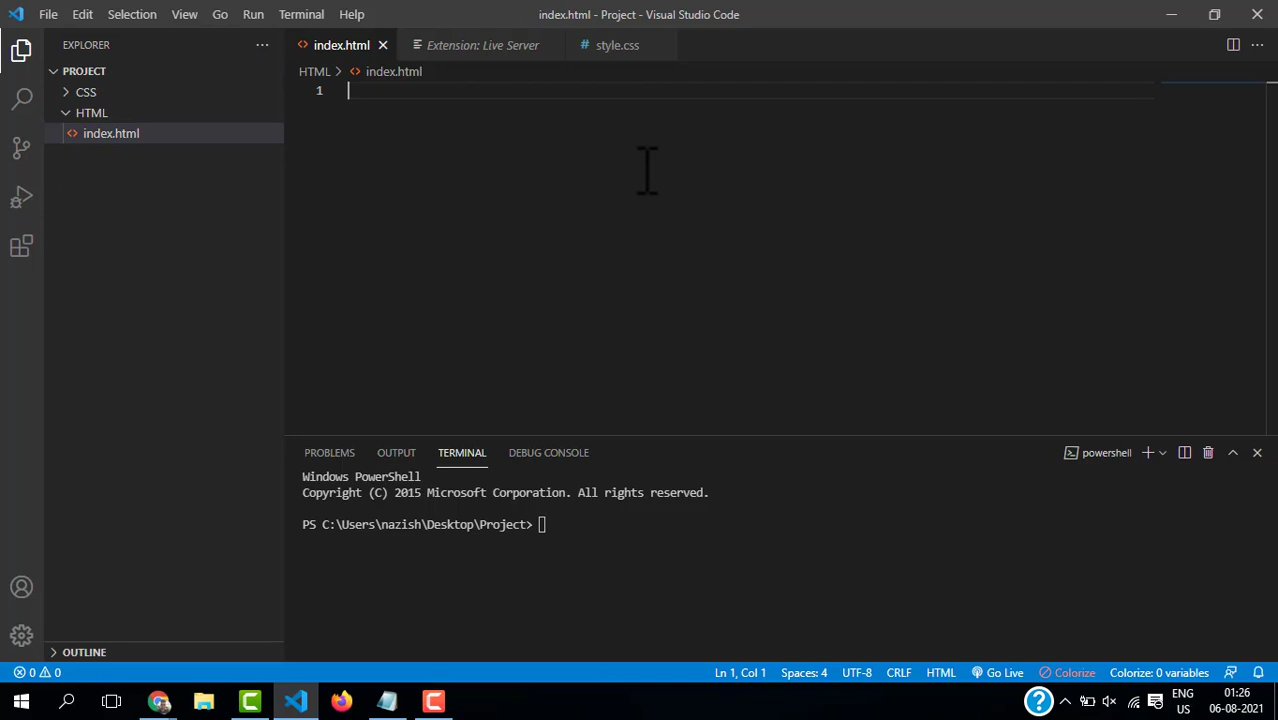 File Edit Selection View Go Run Terminal Help
index.html - Project - Visual Studio Code
EXPLORER
index.html
Extension: Live Server
style.css
PROJECT
HTML
index.html
CSS
1
HTML
index.html
PROBLEMS OUTPUT TERMINAL DEBUG CONSOLE
powershell
Windows PowerShell
Copyright (C) 2015 Microsoft Corporation. All rights reserved.
PS C:\Users\nazish\Desktop\Project>
OUTLINE
0 0
Ln 1, Col 1 Spaces: 4 UTF-8 CRLF HTML Go Live Colorize Colorize: 0 variables
ENG 01:26
US 06-08-2021